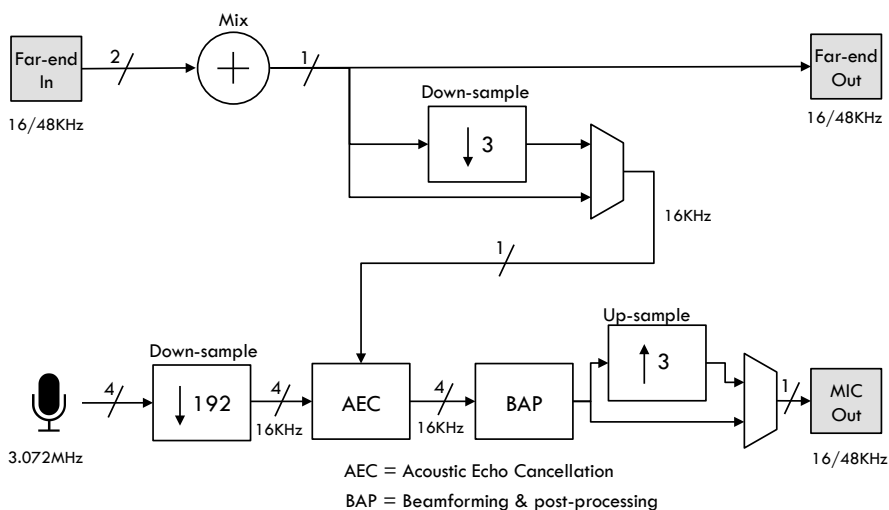 Mix
Far-end
In
2
+
1
Far-end
Out
16/48KHz
16/48KHz
Down-sample
↓ 3
16KHz
1
Up-sample
↑ 3
Down-sample
4
↓ 192
4
16KHz
AEC
4
16KHz
BAP
1
MIC
Out
3.072MHz
16/48KHz
AEC = Acoustic Echo Cancellation
BAP = Beamforming & post-processing